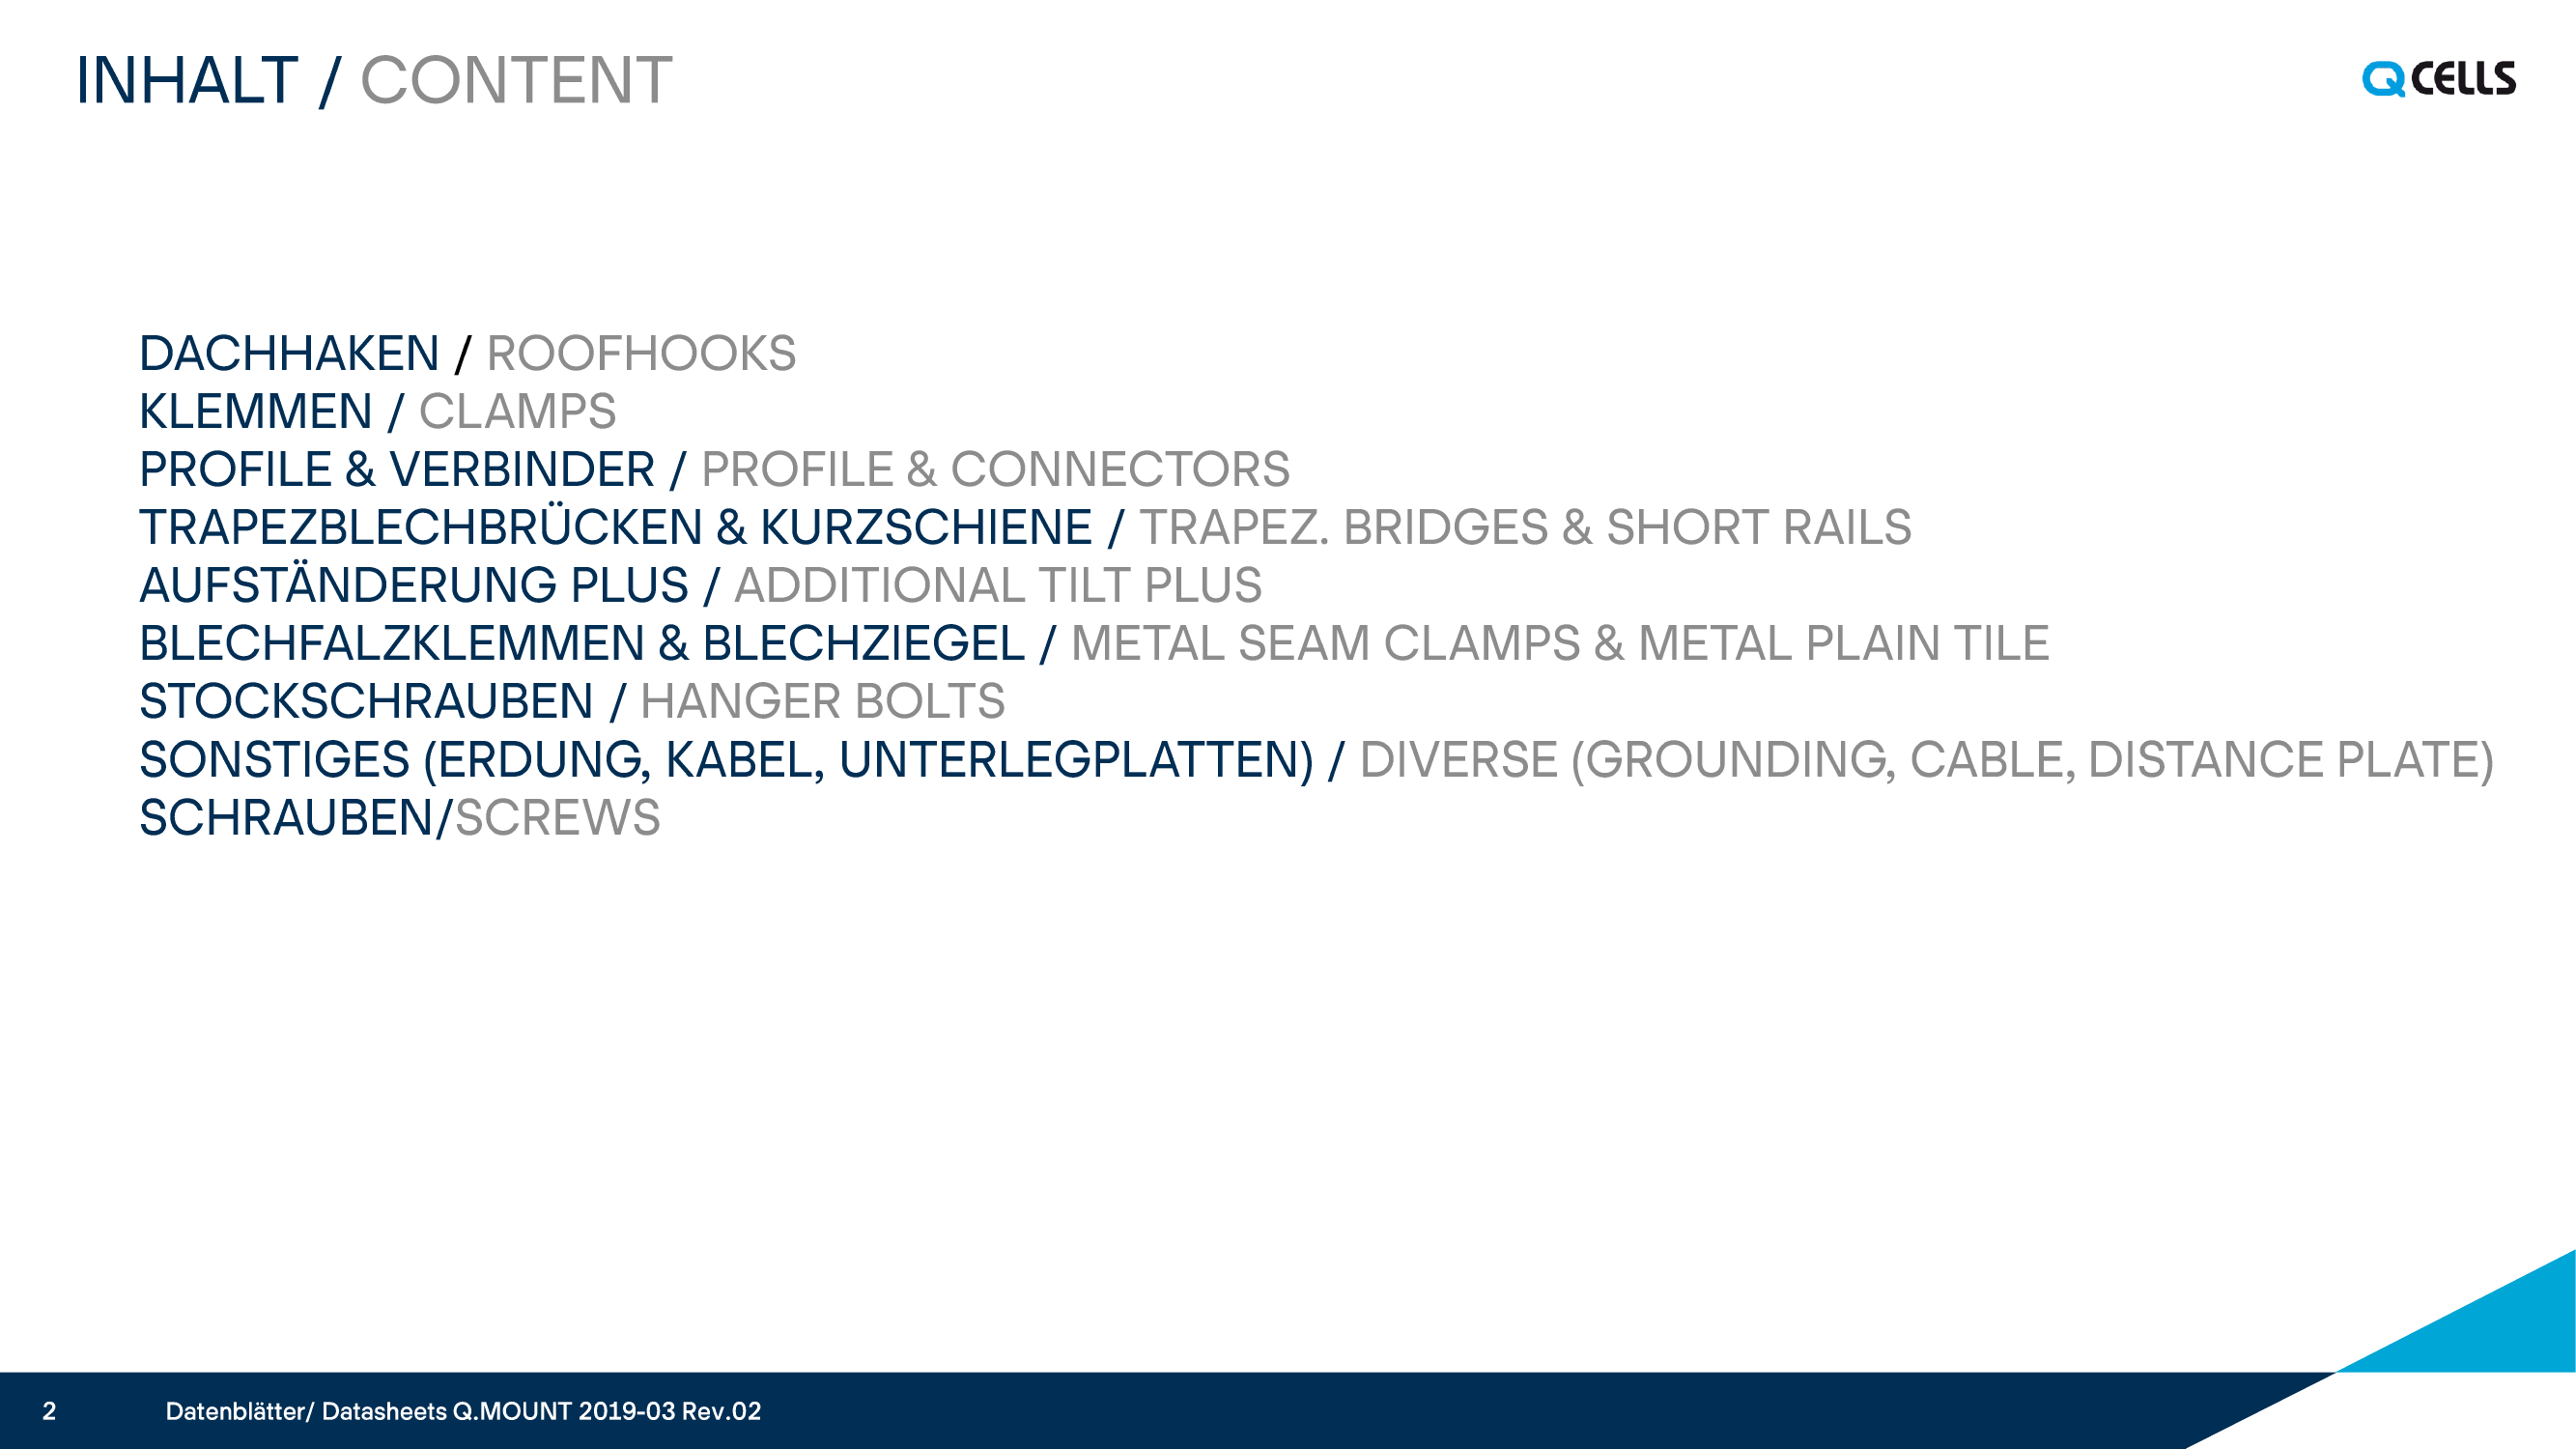 INHALT / CONTENT
Q CELLS
DACHHAKEN / ROOFHOOKS
KLEMMEN / CLAMPS
PROFILE & VERBINDER / PROFILE & CONNECTORS
TRAPEZBLECHBRÜCKEN & KURZSCHIENE / TRAPEZ. BRIDGES & SHORT RAILS
AUFSTÄNDERUNG PLUS / ADDITIONAL TILT PLUS
BLECHFALZKLEMMEN & BLECHZIEGEL / METAL SEAM CLAMPS & METAL PLAIN TILE
STOCKSCHRAUBEN / HANGER BOLTS
SONSTIGES (ERDUNG, KABEL, UNTERLEGPLATTEN) / DIVERSE (GROUNDING, CABLE, DISTANCE PLATE)
SCHRAUBEN/SCREWS
2 Datenblätter/ Datasheets Q.MOUNT 2019-03 Rev.02